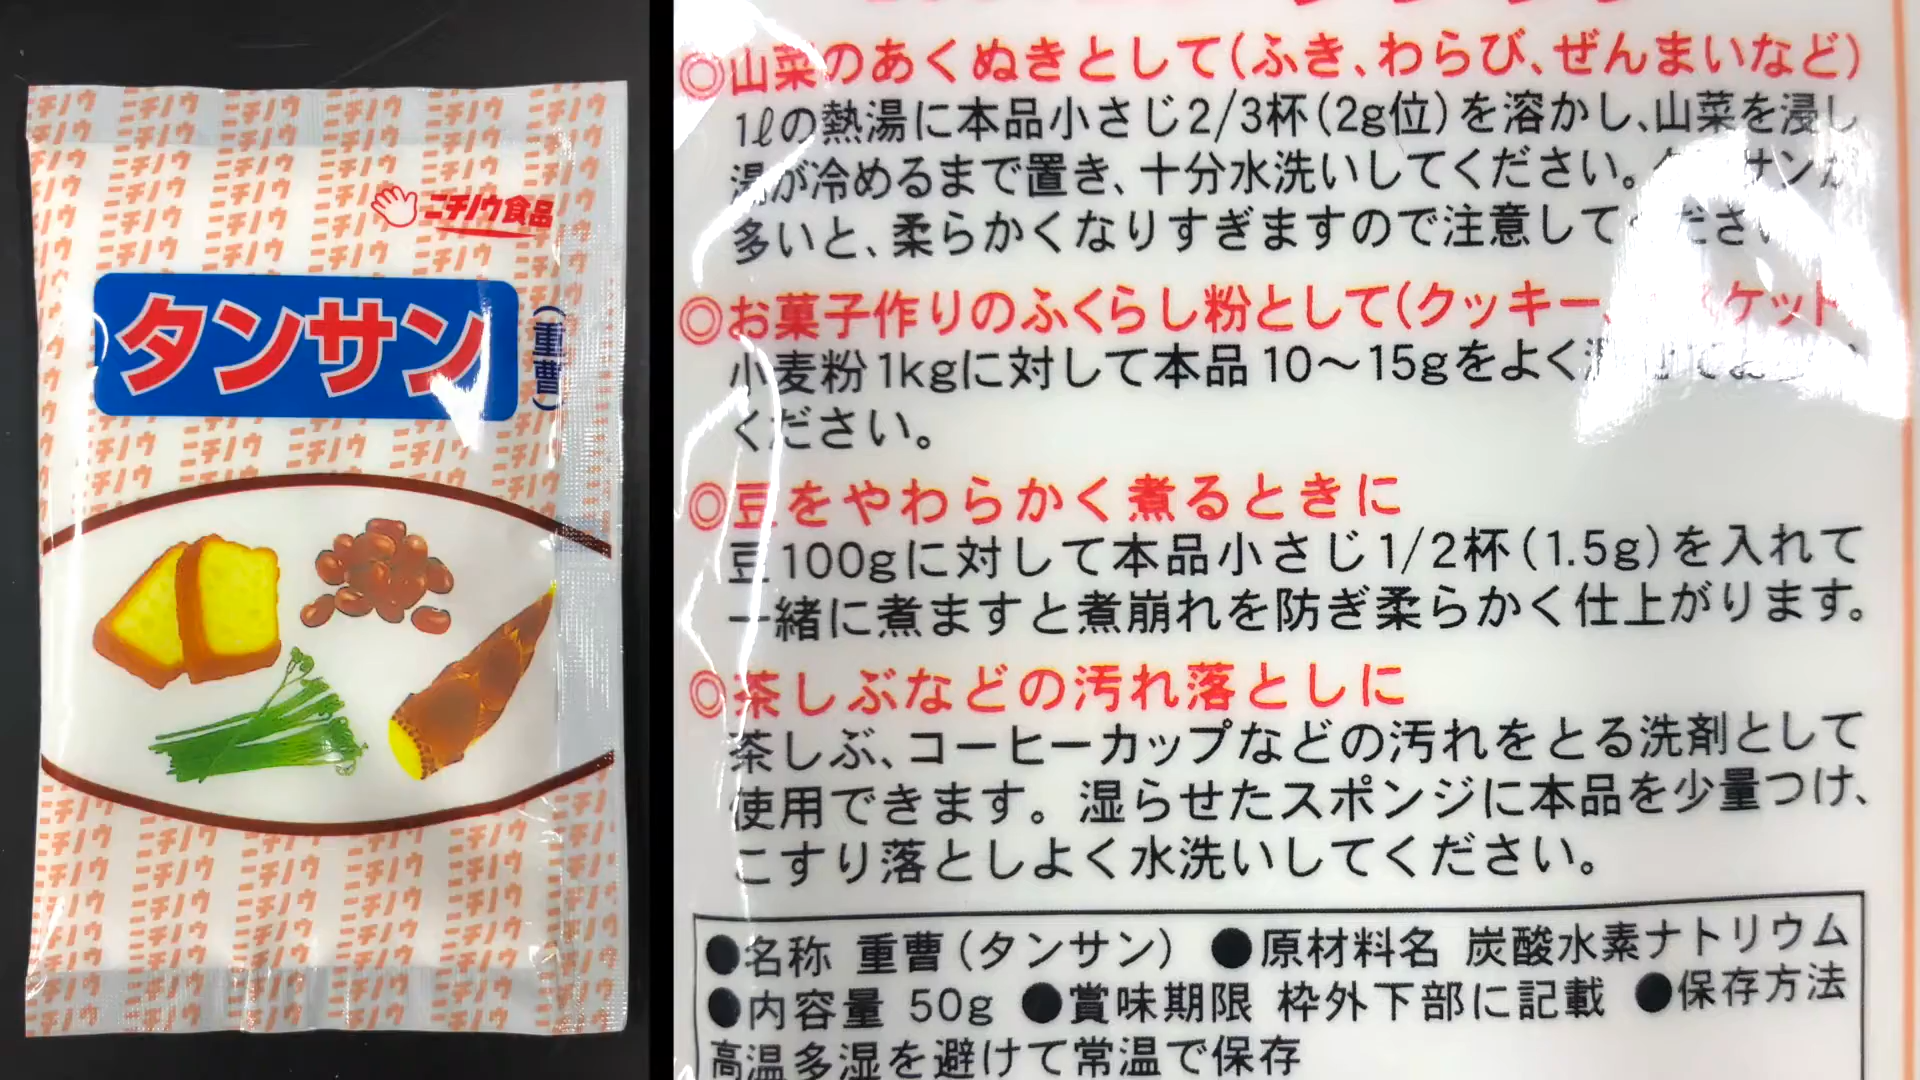 ニチノウ食品
タンサン
(重曹)
◎山菜のあくぬきとして(ふき、わらび、ぜんまいなど)
1ℓの熱湯に本品小さじ2/3杯(2g位)を溶かし、山菜を浸し
湯が冷めるまで置き、十分水洗いしてください。
多いと、柔らかくなりすぎますので注意して
◎お菓子作りのふくらし粉として(クッキー、
小麦粉1kgに対して本品10〜15gをよく
ください。
◎豆をやわらかく煮るときに
豆100gに対して本品小さじ1/2杯(1.5g)を入れて
一緒に煮ますと煮崩れを防ぎ柔らかく仕上がります。
◎茶しぶなどの汚れ落としに
茶しぶ、コーヒーカップなどの汚れをとる洗剤として
使用できます。湿らせたスポンジに本品を少量つけ、
こすり落としよく水洗いしてください。
●名称 重曹(タンサン) ●原材料名 炭酸水素ナトリウム
●内容量 50g ●賞味期限 枠外下部に記載 ●保存方法
高温多湿を避けて常温で保存